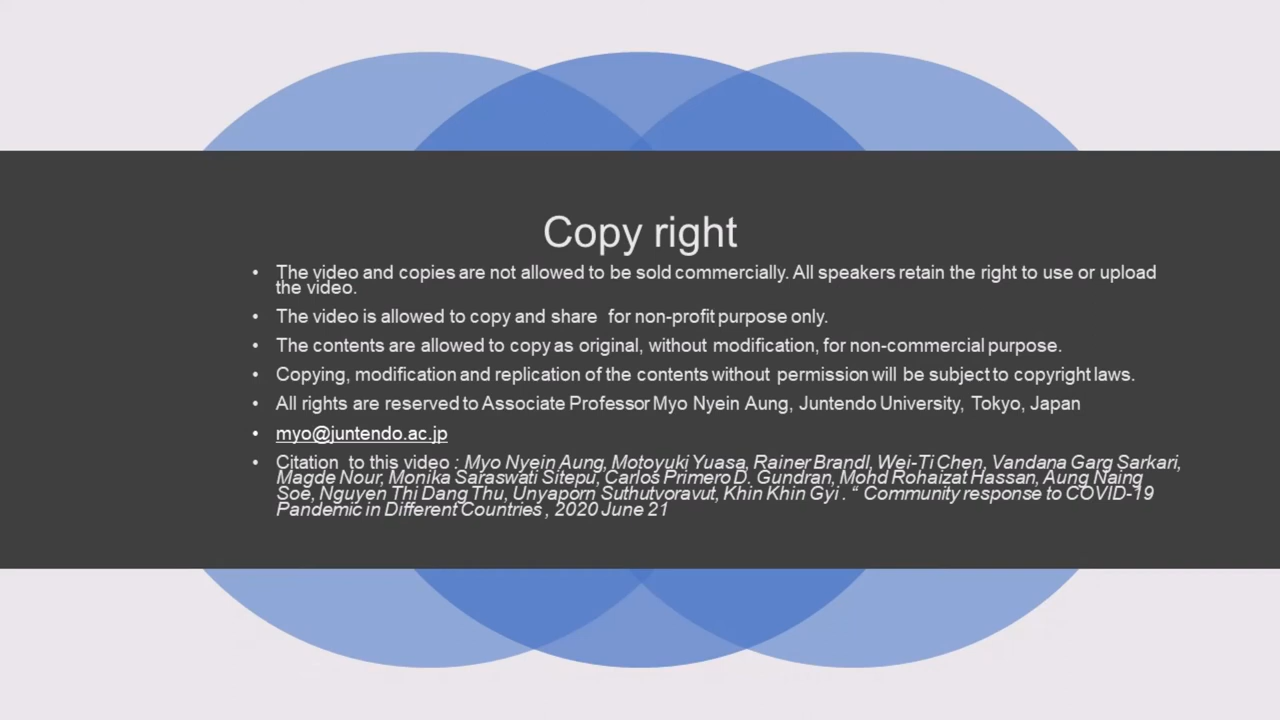 Copy right
• The video and copies are not allowed to be sold commercially. All speakers retain the right to use or upload
the video.
• The video is allowed to copy and share for non-profit purpose only.
• The contents are allowed to copy as original, without modification, for non-commercial purpose.
• Copying, modification and replication of the contents without permission will be subject to copyright laws.
• All rights are reserved to Associate Professor Myo Nyein Aung, Juntendo University, Tokyo, Japan
• myo@juntendo.ac.jp
• Citation to this video : Myo Nyein Aung, Motoyuki Yuasa, Rainer Brandl, Wei-Ti Chen, Vandana Garg Sarkari,
Magde Nour, Monika Saraswati Sitepu, Carlos Primero D. Gundran, Mohd Rohaizat Hassan, Aung Naing
Soe, Nguyen Thi Dang Thu, Unyaporn Suthutvoravut, Khin Khin Gyi . “ Community response to COVID-19
Pandemic in Different Countries , 2020 June 21